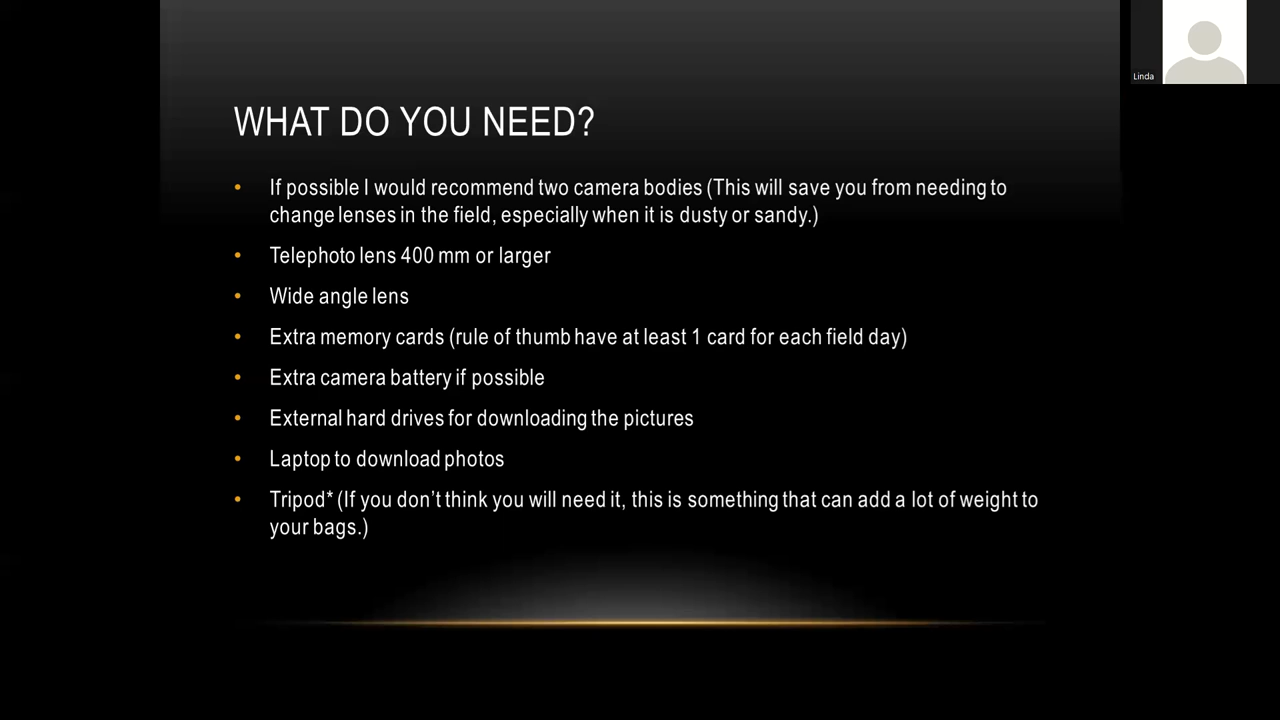 WHAT DO YOU NEED?
• If possible I would recommend two camera bodies (This will save you from needing to
change lenses in the field, especially when it is dusty or sandy.)
• Telephoto lens 400 mm or larger
• Wide angle lens
• Extra memory cards (rule of thumb have at least 1 card for each field day)
• Extra camera battery if possible
• External hard drives for downloading the pictures
• Laptop to download photos
• Tripod* (If you don’t think you will need it, this is something that can add a lot of weight to
your bags.)
Linda